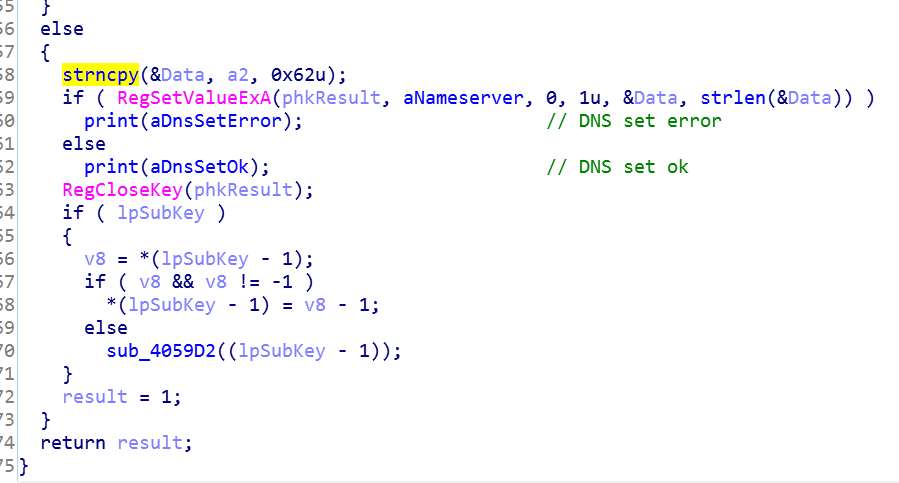 55 }
56 else
57 {
58 strncpy(&Data, a2, 0x62u);
59 if ( RegSetValueExA(phkResult, aNameserver, 0, 1u, &Data, strlen(&Data)) )
60 print(aDnsSetError); // DNS set error
61 else
62 print(aDnsSetOk); // DNS set ok
63 RegCloseKey(phkResult);
64 if ( lpSubKey )
65 {
66 v8 = *(lpSubKey - 1);
67 if ( v8 && v8 != -1 )
68 *(lpSubKey - 1) = v8 - 1;
69 else
70 sub_4059D2((lpSubKey - 1));
71 }
72 result = 1;
73 }
74 return result;
75 }